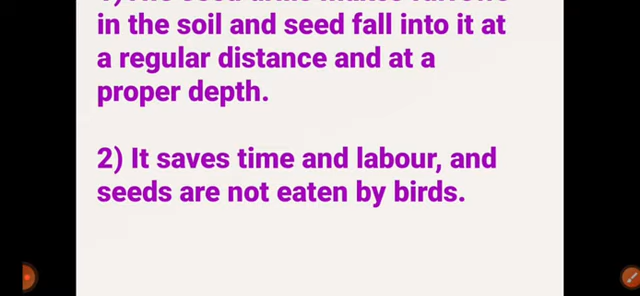 in the soil and seed fall into it at
a regular distance and at a
proper depth.
2) It saves time and labour, and
seeds are not eaten by birds.